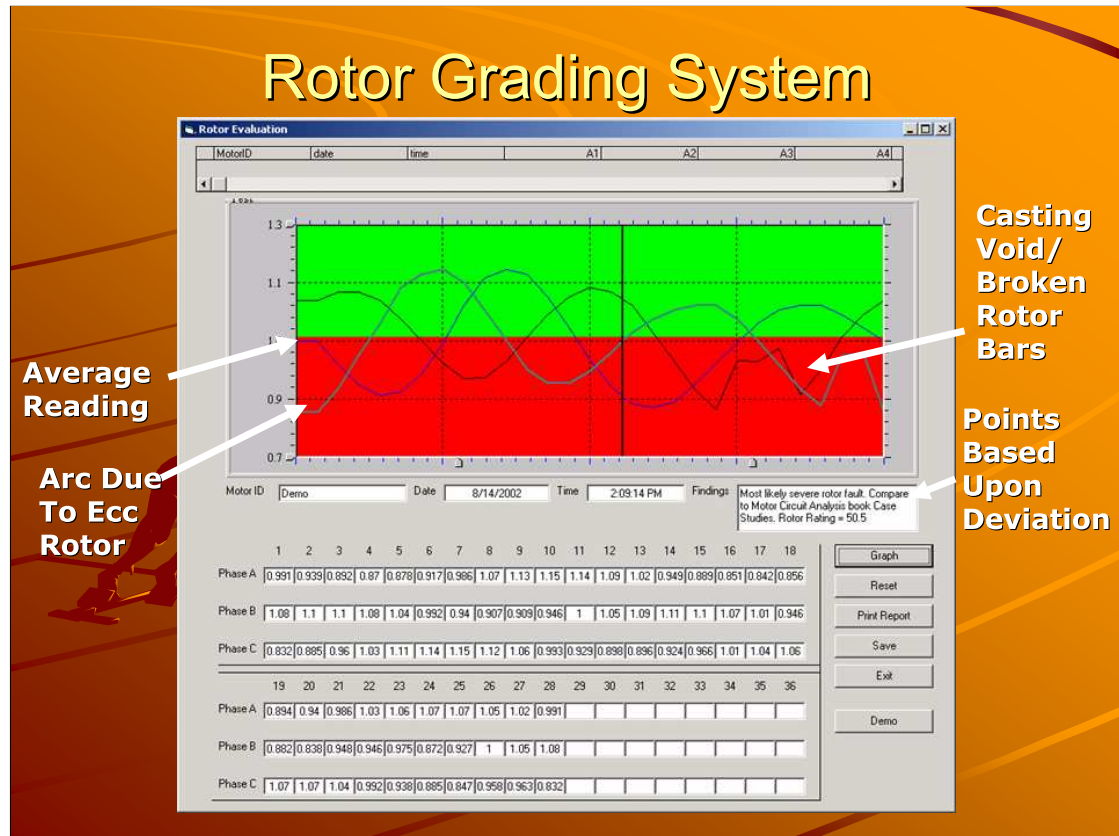 Rotor Grading System
Rotor Evaluation
MotorID date time A1 A2 A3 A4
1.3
1.1
0.9
0.7
Average
Reading
Arc Due
To Ecc
Rotor
Casting
Void/
Broken
Rotor
Bars
Points
Based
Upon
Deviation
Motor ID Demo Date 8/14/2002 Time 2:09:14 PM Findings Most likely severe rotor fault. Compare
to Motor Circuit Analysis book Case
Studies. Rotor Rating = 50.5
1 2 3 4 5 6 7 8 9 10 11 12 13 14 15 16 17 18
Phase A 0.991 0.939 0.892 0.87 0.878 0.917 0.986 1.07 1.13 1.15 1.14 1.09 1.02 0.949 0.889 0.851 0.842 0.856
Phase B 1.08 1.1 1.1 1.08 1.04 0.992 0.94 0.907 0.909 0.946 1 1.05 1.09 1.11 1.1 1.07 1.01 0.946
Phase C 0.832 0.885 0.96 1.03 1.11 1.14 1.15 1.12 1.06 0.993 0.929 0.898 0.896 0.924 0.966 1.01 1.04 1.06
19 20 21 22 23 24 25 26 27 28 29 30 31 32 33 34 35 36
Phase A 0.894 0.94 0.986 1.03 1.06 1.07 1.07 1.05 1.02 0.991
Phase B 0.882 0.838 0.948 0.946 0.975 0.872 0.927 1 1.05 1.08
Phase C 1.07 1.07 1.04 0.992 0.938 0.885 0.847 0.958 0.963 0.832
Graph
Reset
Print Report
Save
Exit
Demo